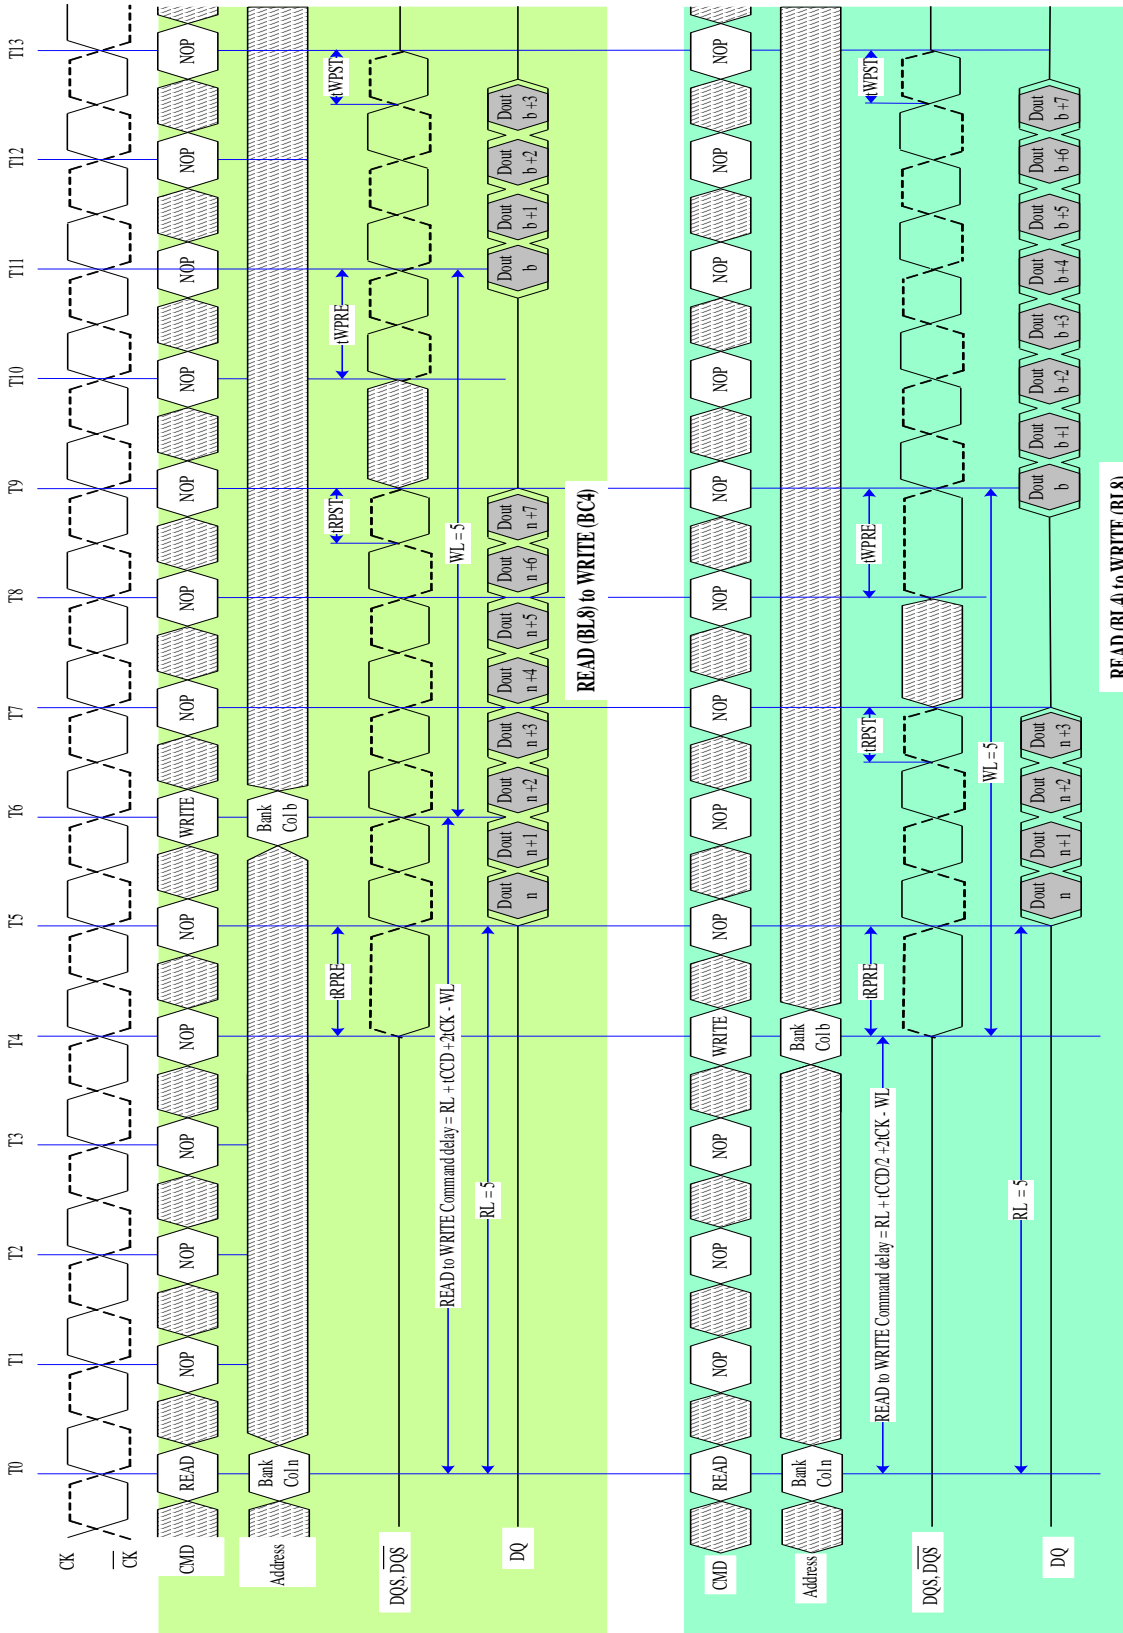 T0 T1 T2 T3 T4 T5 T6 T7 T8 T9 T10 T11 T12 T13
CK
CK
CMD READ NOP NOP NOP NOP NOP WRITE NOP NOP NOP NOP NOP NOP NOP
Address Bank Col n Bank Col b
tRPRE tRPST tWPRE tWPST
DQS, DQS
READ to WRITE Command delay = RL + tCCD + 2tCK - WL WL = 5
RL = 5
DQ Dout n Dout n+1 Dout n+2 Dout n+3 Dout n+4 Dout n+5 Dout n+6 Dout n+7 Dout b Dout b+1 Dout b+2 Dout b+3
READ (BL8) to WRITE (BC4)
CMD READ NOP NOP NOP WRITE NOP NOP NOP NOP NOP NOP NOP NOP NOP
Address Bank Col n Bank Col b
tRPRE tRPST tWPRE tWPST
READ to WRITE Command delay = RL + tCCD/2 + 2tCK - WL
DQS, DQS
WL = 5
RL = 5
DQ Dout n Dout n+1 Dout n+2 Dout n+3 Dout b Dout b+1 Dout b+2 Dout b+3 Dout b+4 Dout b+5 Dout b+6 Dout b+7
READ (BL4) to WRITE (BL8)